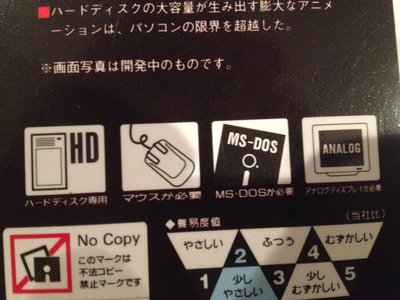 ■ハードディスクの大容量が生み出す膨大なアニメ
ーションは、パソコンの限界を超越した。
※画面写真は開発中のものです。
HD
MS-DOS
ANALOG
ハードディスク専用
マウスが必要
MS-DOSが必要
アナログディスプレイが必要
◆難易度値
(当社比)
No Copy
このマークは
不法コピー
禁止マークです
やさしい
2
ふつう
4
むずかしい
1
少し
やさしい
3
少し
むずかしい
5